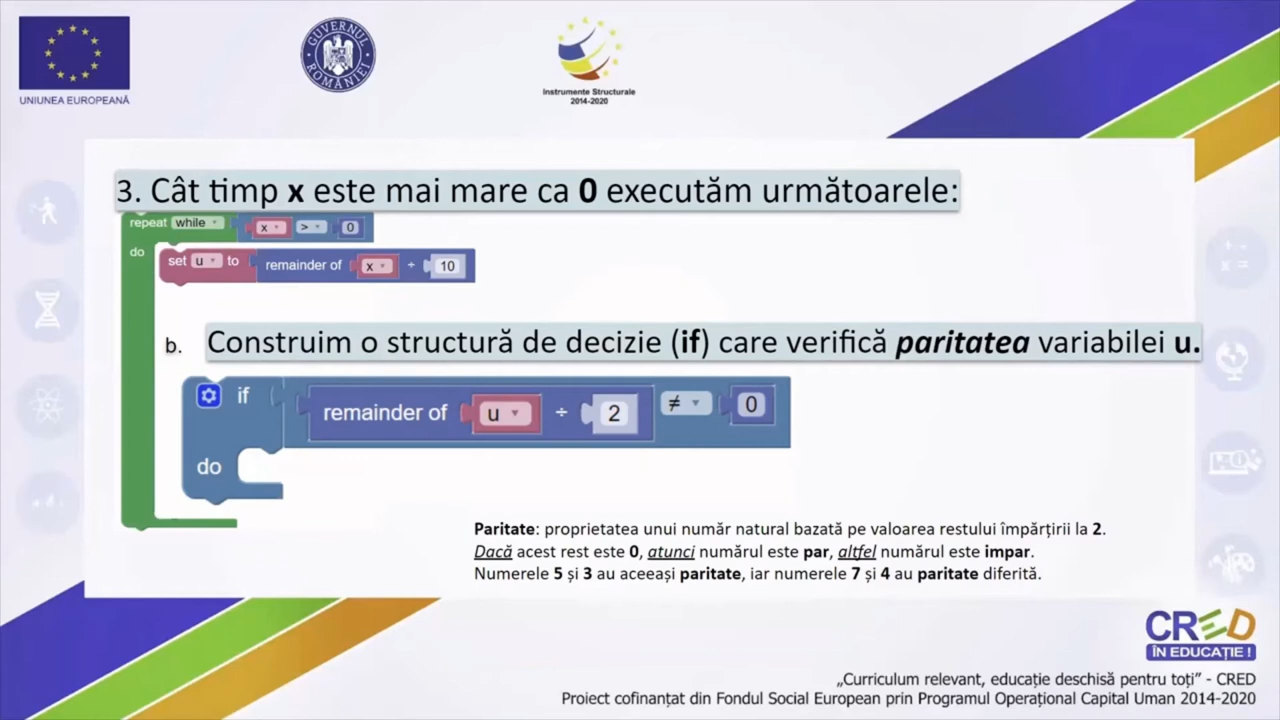 UNIUNEA EUROPEANĂ
GUVERNUL ROMÂNIEI
Instrumente Structurale
2014-2020
3. Cât timp x este mai mare ca 0 executăm următoarele:
repeat while x > 0
do
set u to remainder of x ÷ 10
b. Construim o structură de decizie (if) care verifică paritatea variabilei u.
if remainder of u ÷ 2 ≠ 0
do
Paritate: proprietatea unui număr natural bazată pe valoarea restului împărțirii la 2.
Dacă acest rest este 0, atunci numărul este par, altfel numărul este impar.
Numerele 5 și 3 au aceeași paritate, iar numerele 7 și 4 au paritate diferită.
CRED
ÎN EDUCAȚIE !
„Curriculum relevant, educație deschisă pentru toți” - CRED
Proiect cofinanțat din Fondul Social European prin Programul Operațional Capital Uman 2014-2020